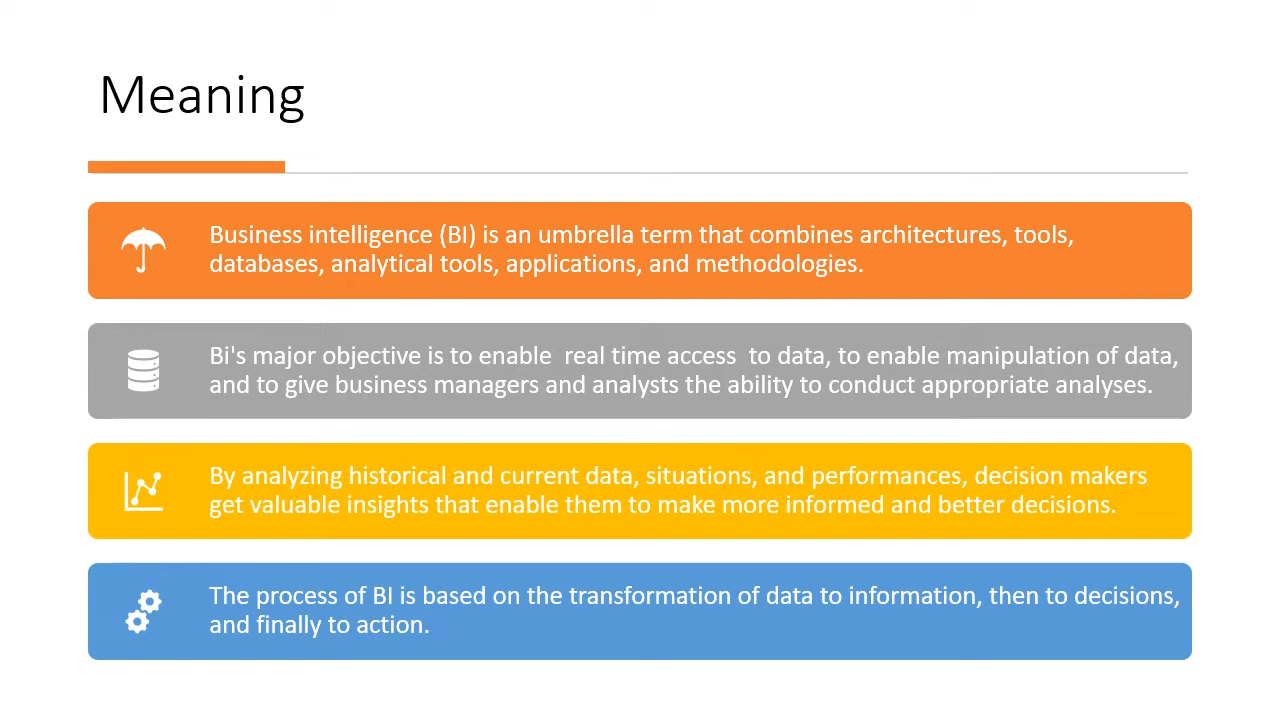 Meaning
Business intelligence (BI) is an umbrella term that combines architectures, tools,
databases, analytical tools, applications, and methodologies.
Bi's major objective is to enable  real time access  to data, to enable manipulation of data,
and to give business managers and analysts the ability to conduct appropriate analyses.
By analyzing historical and current data, situations, and performances, decision makers
get valuable insights that enable them to make more informed and better decisions.
The process of BI is based on the transformation of data to information, then to decisions,
and finally to action.